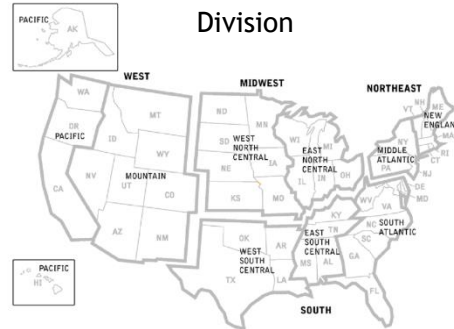 Division
PACIFIC
AK
WEST
MIDWEST
NORTHEAST
WA
MT
ND
MN
VT
NH
ME
OR
PACIFIC
ID
SD
WEST NORTH
CENTRAL
WI
MI
EAST NORTH
CENTRAL
NY
NEW
ENGLAND
MA
RI
CT
WY
MOUNTAIN
NE
IA
MIDDLE
ATLANTIC
PA
NJ
CA
NV
UT
CO
KS
MO
IL
IN
OH
DE
MD
WV
VA
AZ
NM
OK
AR
WEST
SOUTH
CENTRAL
TX
LA
KY
TN
EAST
SOUTH
CENTRAL
MS
AL
NC
SC
SOUTH
ATLANTIC
GA
FL
PACIFIC
HI
SOUTH